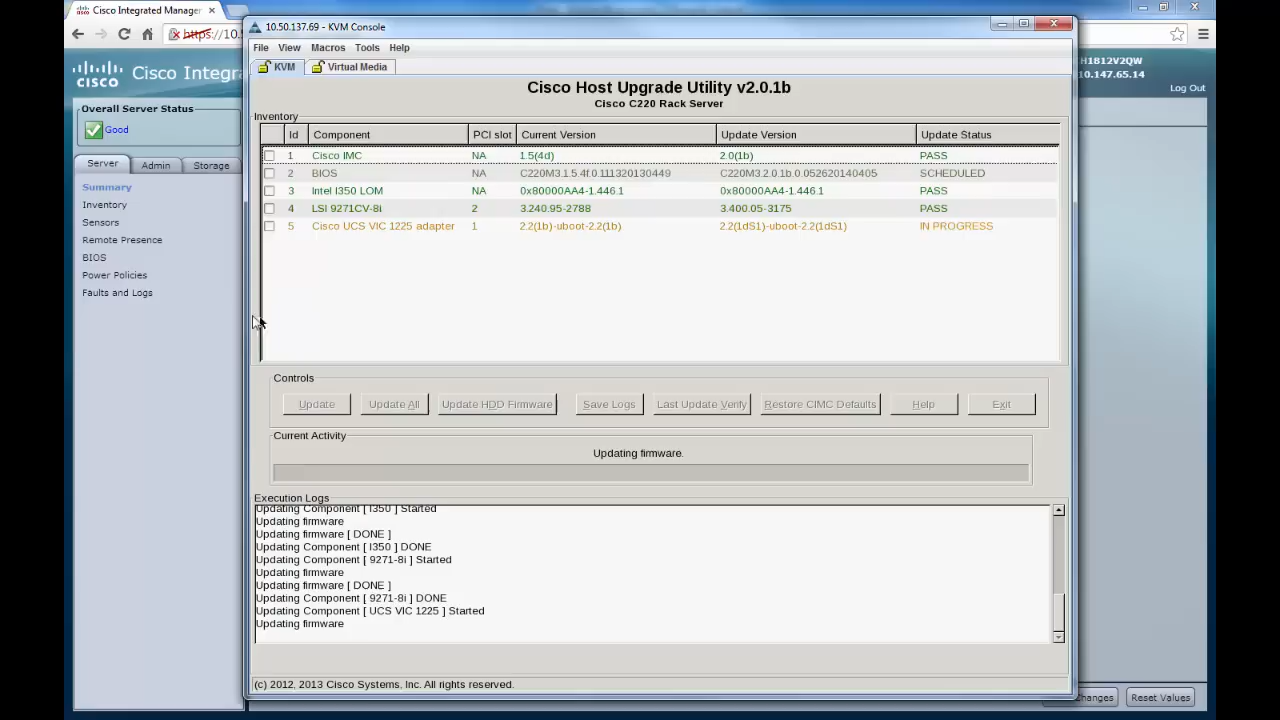 Cisco Integrated Manager
10.50.137.69 - KVM Console
https://10.5
File View Macros Tools Help
KVM Virtual Media
cisco Cisco Integra
H1812V2QW
10.147.65.14
Log Out
Overall Server Status
Good
Server Admin Storage
Summary
Inventory
Sensors
Remote Presence
BIOS
Power Policies
Faults and Logs
Cisco Host Upgrade Utility v2.0.1b
Cisco C220 Rack Server
Inventory
Id Component PCI slot Current Version Update Version Update Status
1 Cisco IMC NA 1.5(4d) 2.0(1b) PASS
2 BIOS NA C220M3.1.5.4f.0.111320130449 C220M3.2.0.1b.0.052620140405 SCHEDULED
3 Intel I350 LOM NA 0x80000AA4-1.446.1 0x80000AA4-1.446.1 PASS
4 LSI 9271CV-8i 2 3.240.95-2788 3.400.05-3175 PASS
5 Cisco UCS VIC 1225 adapter 1 2.2(1b)-uboot-2.2(1b) 2.2(1dS1)-uboot-2.2(1dS1) IN PROGRESS
Controls
Update Update All Update HDD Firmware Save Logs Last Update Verify Restore CIMC Defaults Help Exit
Current Activity
Updating firmware.
Execution Logs
Updating Component [ I350 ] Started
Updating firmware
Updating firmware [ DONE ]
Updating Component [ I350 ] DONE
Updating Component [ 9271-8i ] Started
Updating firmware
Updating firmware [ DONE ]
Updating Component [ 9271-8i ] DONE
Updating Component [ UCS VIC 1225 ] Started
Updating firmware
(c) 2012, 2013 Cisco Systems, Inc. All rights reserved.
Changes Reset Values